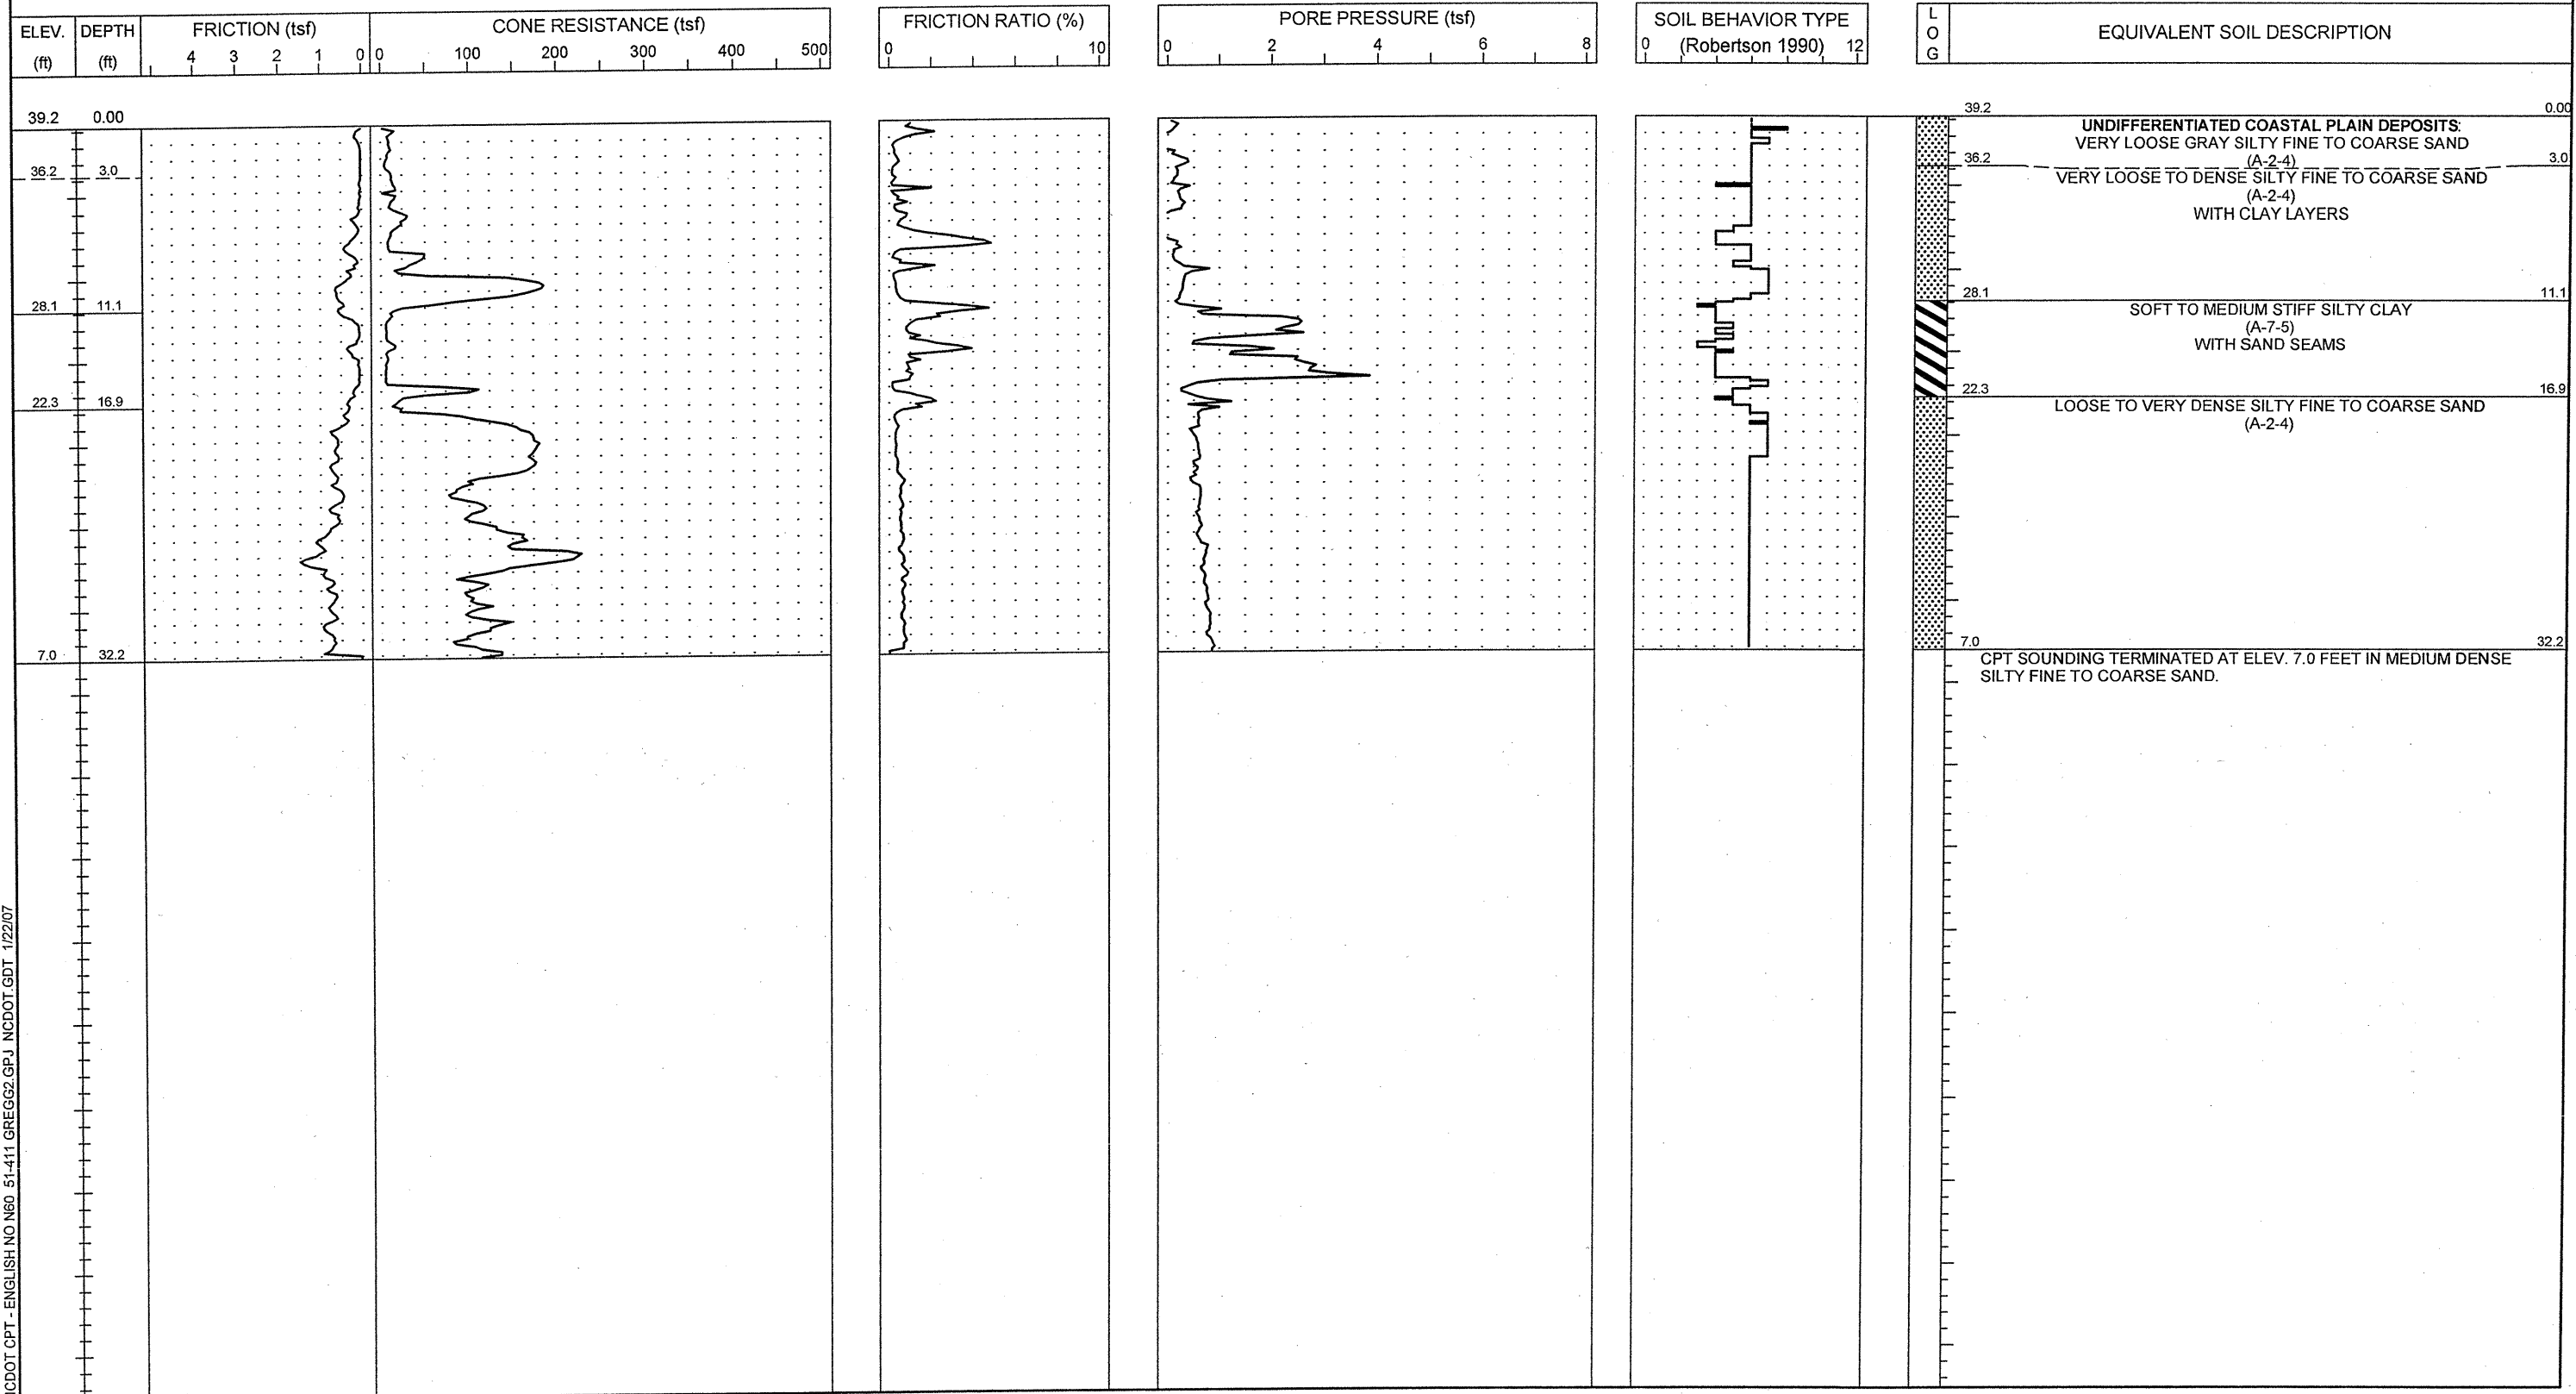 ELEV. DEPTH FRICTION (tsf) CONE RESISTANCE (tsf) FRICTION RATIO (%) PORE PRESSURE (tsf) SOIL BEHAVIOR TYPE L O G EQUIVALENT SOIL DESCRIPTION
(ft) (ft) 4 3 2 1 0 0 100 200 300 400 500 0 10 0 2 4 6 8 0 (Robertson 1990) 12
39.2 0.00 39.2 0.00
UNDIFFERENTIATED COASTAL PLAIN DEPOSITS:
VERY LOOSE GRAY SILTY FINE TO COARSE SAND
(A-2-4)
36.2 3.0 36.2 3.0
VERY LOOSE TO DENSE SILTY FINE TO COARSE SAND
(A-2-4)
WITH CLAY LAYERS
28.1 11.1 28.1 11.1
SOFT TO MEDIUM STIFF SILTY CLAY
(A-7-5)
WITH SAND SEAMS
22.3 16.9 22.3 16.9
LOOSE TO VERY DENSE SILTY FINE TO COARSE SAND
(A-2-4)
7.0 32.2 7.0 32.2
CPT SOUNDING TERMINATED AT ELEV. 7.0 FEET IN MEDIUM DENSE
SILTY FINE TO COARSE SAND.
CDOT CPT - ENGLISH NO N60 51-411 GREGG2.GPJ NCDOT.GDT 1/22/07